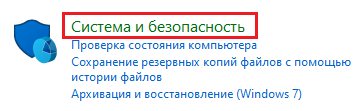 Система и безопасность
Проверка состояния компьютера
Сохранение резервных копий файлов с помощью
истории файлов
Архивация и восстановление (Windows 7)